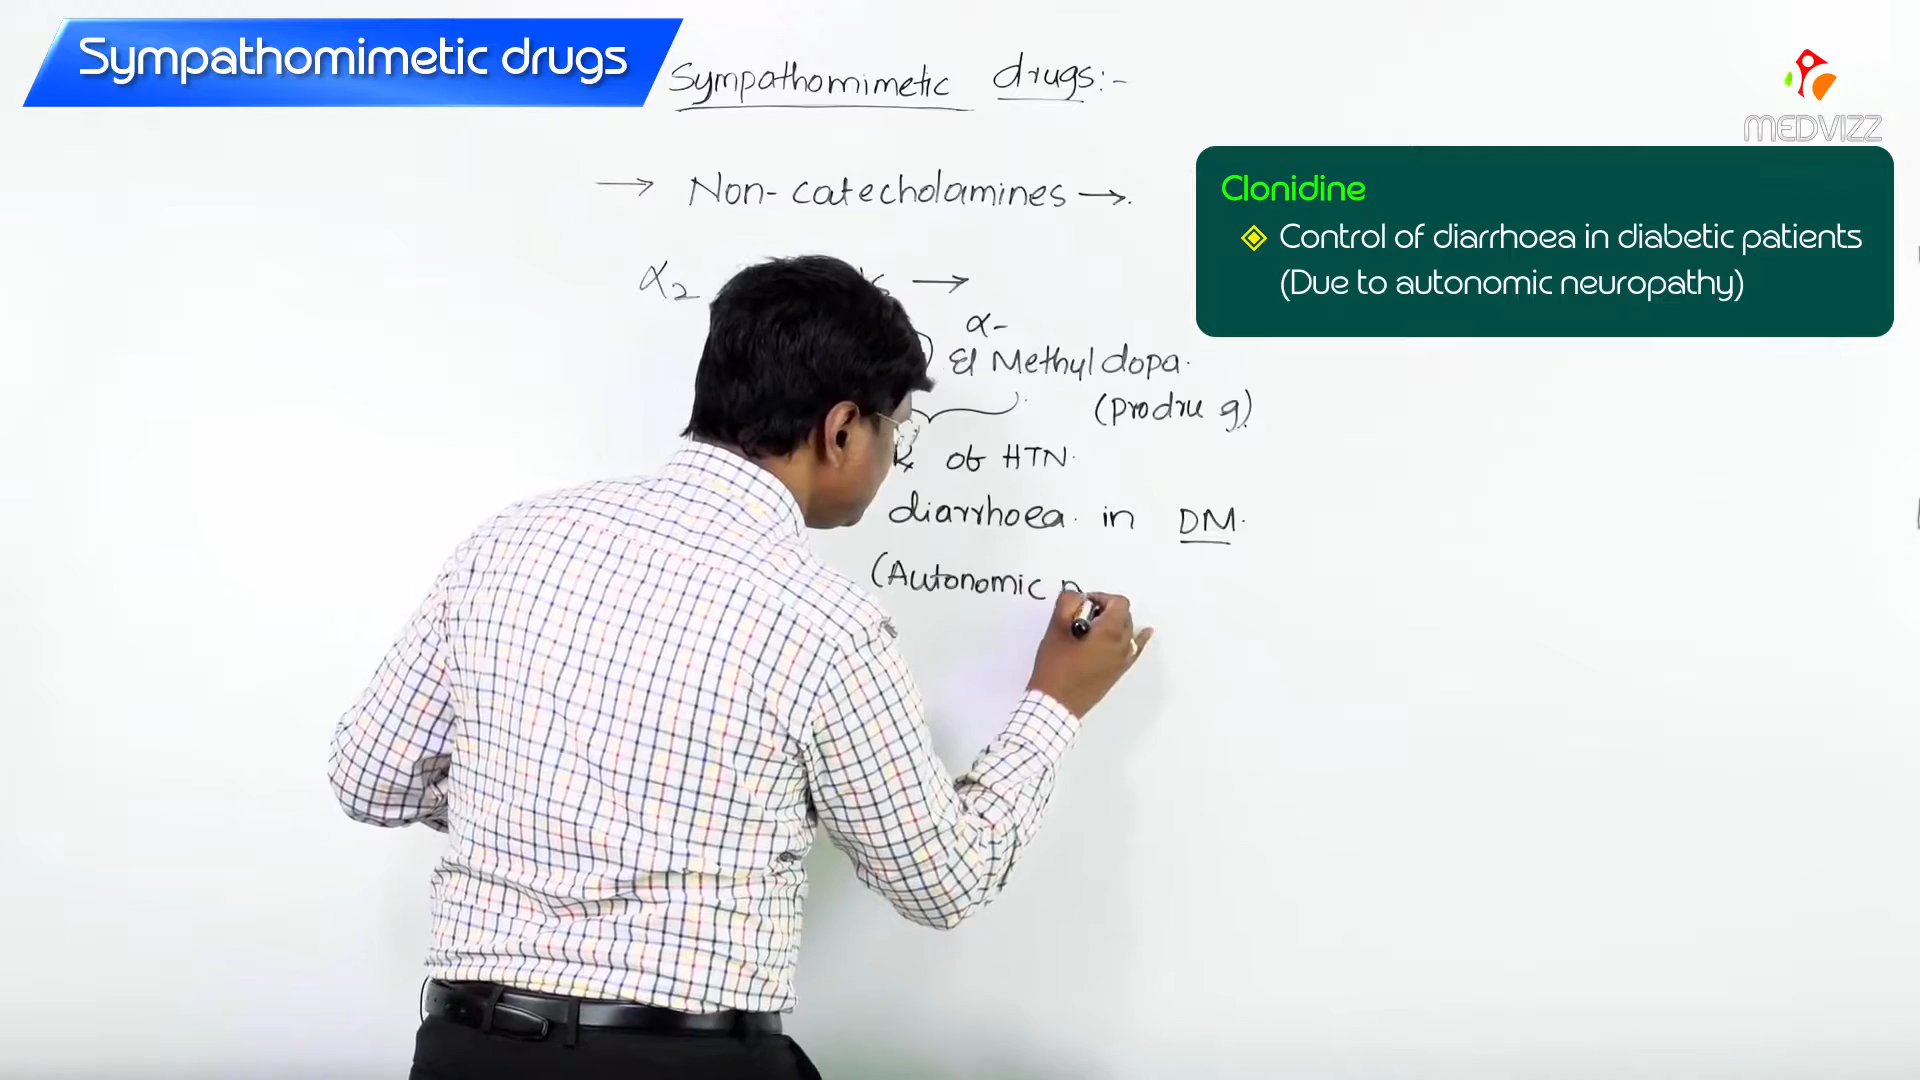 Sympathomimetic drugs
Sympathomimetic drugs:-
MEDVIZZ
→ Non-catecholamines →.
Clonidine
Control of diarrhoea in diabetic patients
(Due to autonomic neuropathy)
α₂ →
α-
& Methyldopa.
(Prodrug)
Rx of HTN.
diarrhoea. in DM.
(Autonomic